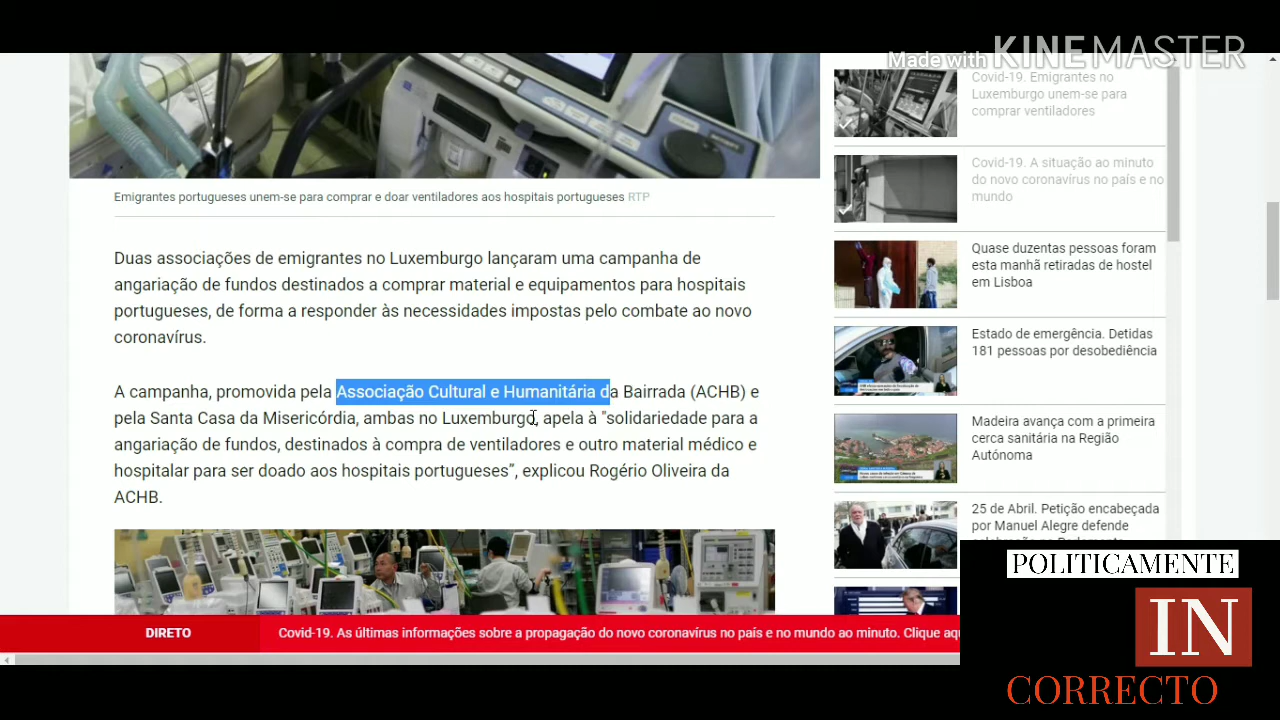 Made with KINEMASTER
Emigrantes portugueses unem-se para comprar e doar ventiladores aos hospitais portugueses RTP
Duas associações de emigrantes no Luxemburgo lançaram uma campanha de
angariação de fundos destinados a comprar material e equipamentos para hospitais
portugueses, de forma a responder às necessidades impostas pelo combate ao novo
coronavírus.
A campanha, promovida pela Associação Cultural e Humanitária da Bairrada (ACHB) e
pela Santa Casa da Misericórdia, ambas no Luxemburgo, apela à "solidariedade para a
angariação de fundos, destinados à compra de ventiladores e outro material médico e
hospitalar para ser doado aos hospitais portugueses”, explicou Rogério Oliveira da
ACHB.
Covid-19. Emigrantes no
Luxemburgo unem-se para
comprar ventiladores
Covid-19. A situação ao minuto
do novo coronavírus no país e no
mundo
Quase duzentas pessoas foram
esta manhã retiradas de hostel
em Lisboa
Estado de emergência. Detidas
181 pessoas por desobediência
Madeira avança com a primeira
cerca sanitária na Região
Autónoma
25 de Abril. Petição encabeçada
por Manuel Alegre defende
DIRETO
Covid-19. As últimas informações sobre a propagação do novo coronavírus no país e no mundo ao minuto. Clique aqu
POLITICAMENTE
IN
CORRECTO